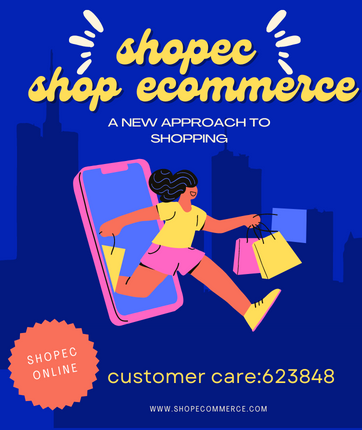 shopec
shop ecommerce
A NEW APPROACH TO
SHOPPING
SHOPEC
ONLINE
customer care:623848
WWW.SHOPECOMMERCE.COM